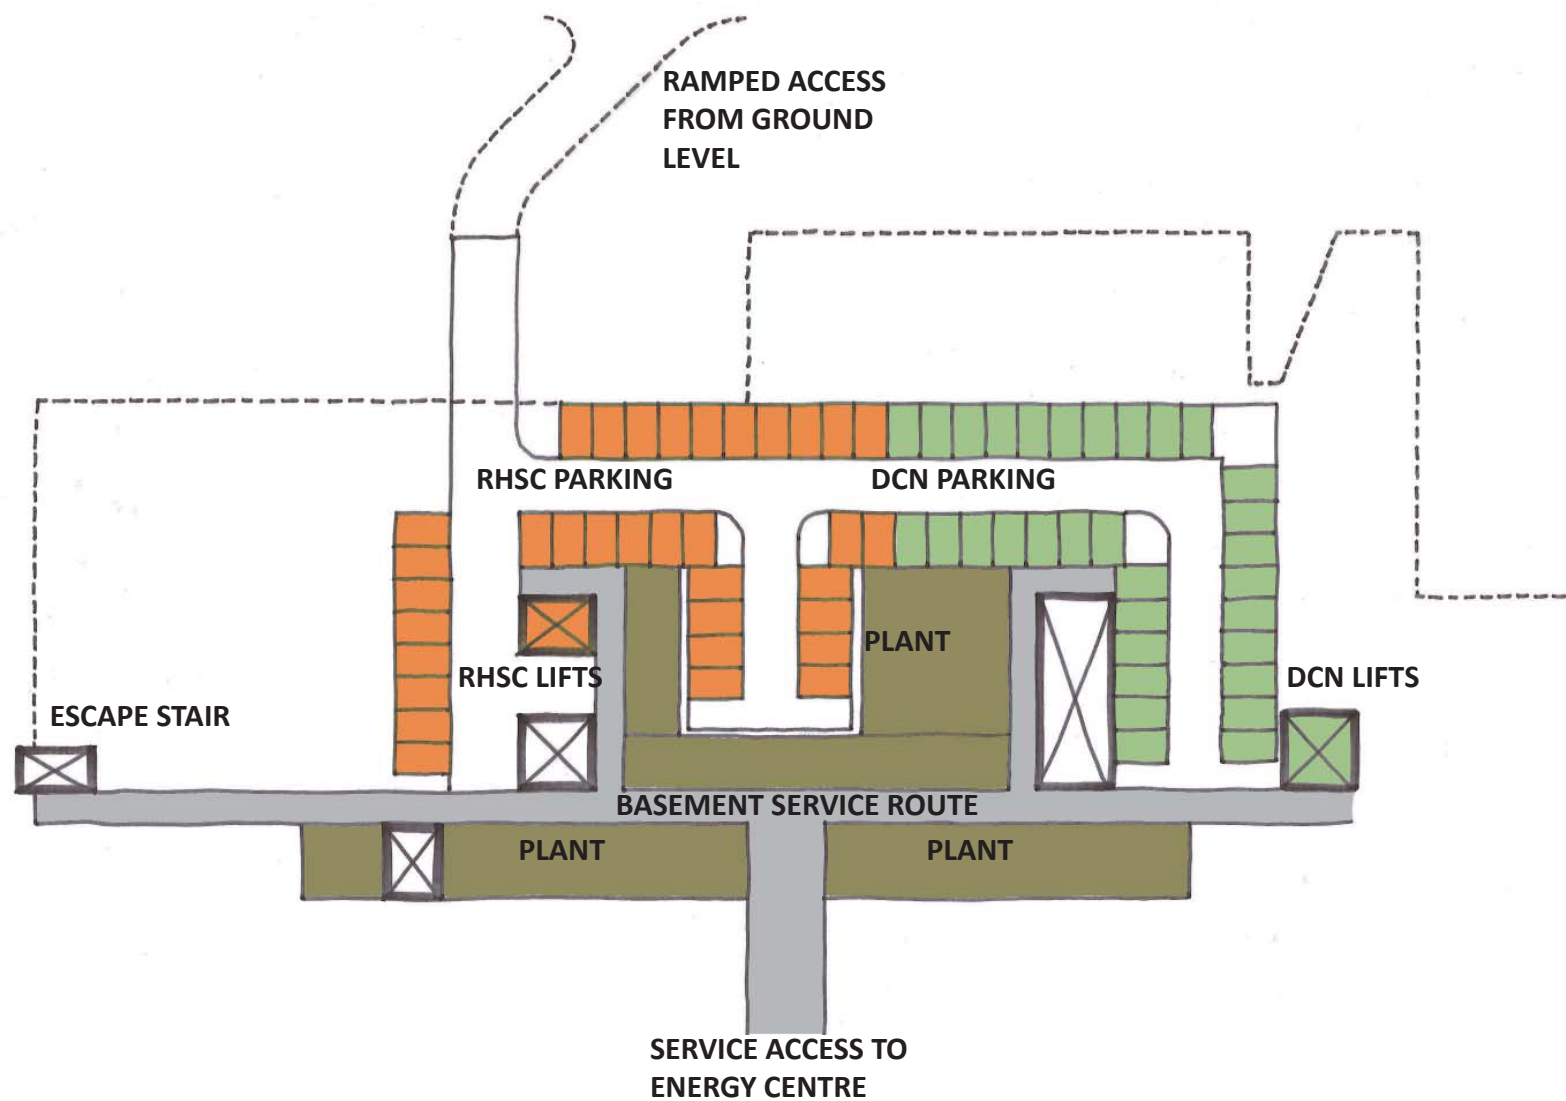 RAMPED ACCESS
FROM GROUND
LEVEL
RHSC PARKING
DCN PARKING
PLANT
RHSC LIFTS
DCN LIFTS
ESCAPE STAIR
BASEMENT SERVICE ROUTE
PLANT
PLANT
SERVICE ACCESS TO
ENERGY CENTRE